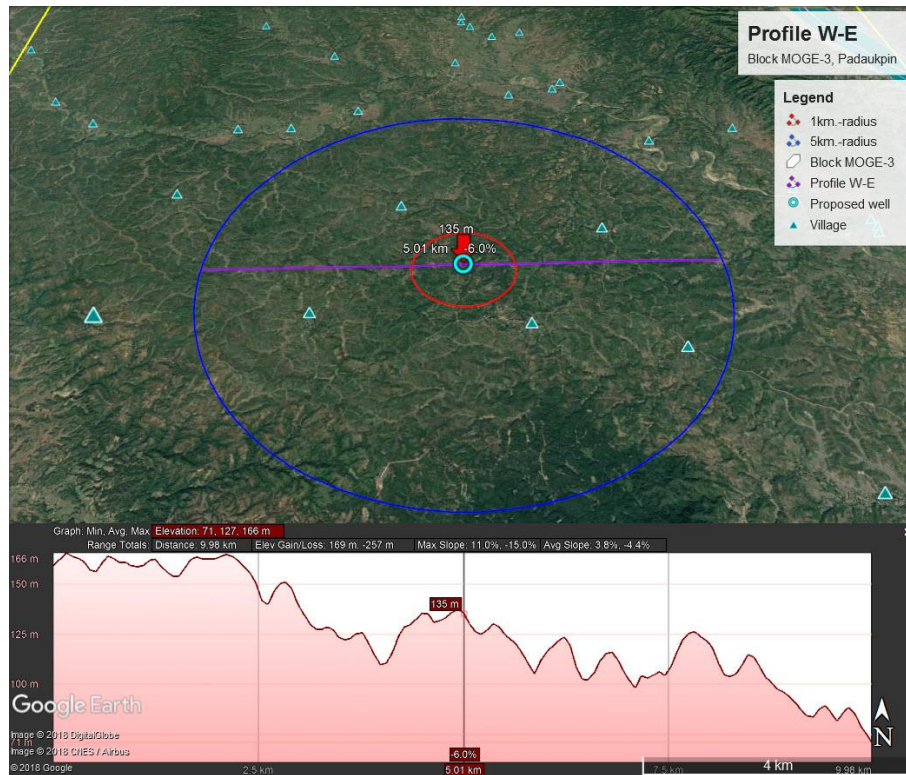 Profile W-E
Block MOGE-3, Padaukpin
Legend
1km.-radius
5km.-radius
Block MOGE-3
Profile W-E
Proposed well
Village
135 m
5.01 km -6.0%
Graph: Min, Avg, Max Elevation: 71, 127, 166 m
Range Totals: Distance: 9.98 km Elev Gain/Loss: 169 m, -257 m Max Slope: 11.0%, -15.0% Avg Slope: 3.8%, -4.4%
166 m
150 m
135 m
125 m
100 m
Google Earth
Image © 2018 DigitalGlobe
71 m
Image © 2018 CNES / Airbus
© 2018 Google
-6.0%
2.5 km
5.01 km
7.5 km
4 km
9.98 km
N